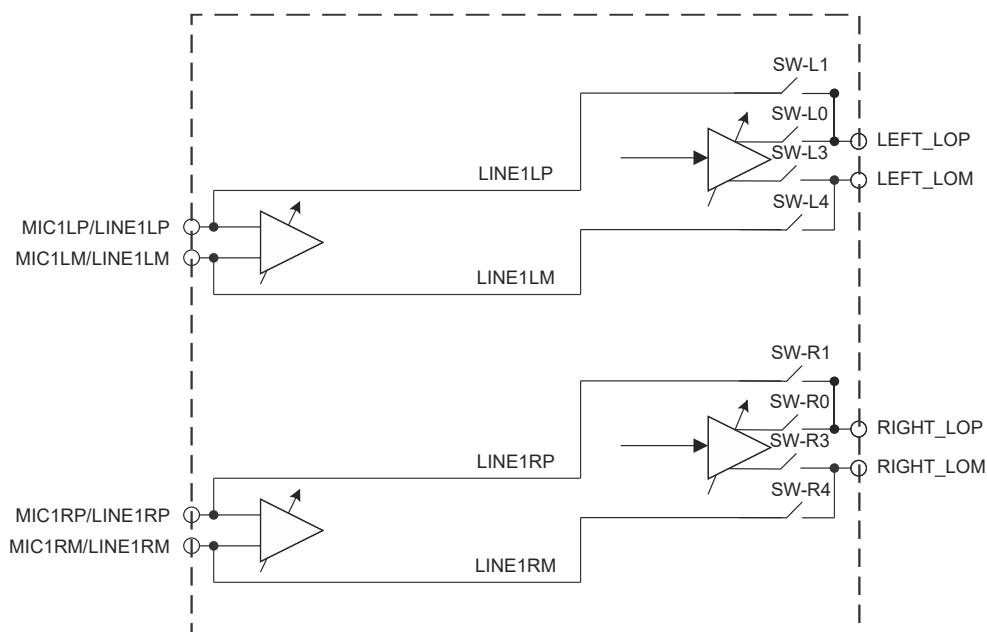 SW-L1
SW-L0
LEFT_LOP
SW-L3
LINE1LP
LEFT_LOM
SW-L4
MIC1LP/LINE1LP
MIC1LM/LINE1LM
LINE1LM
SW-R1
SW-R0
RIGHT_LOP
SW-R3
LINE1RP
RIGHT_LOM
SW-R4
MIC1RP/LINE1RP
MIC1RM/LINE1RM
LINE1RM